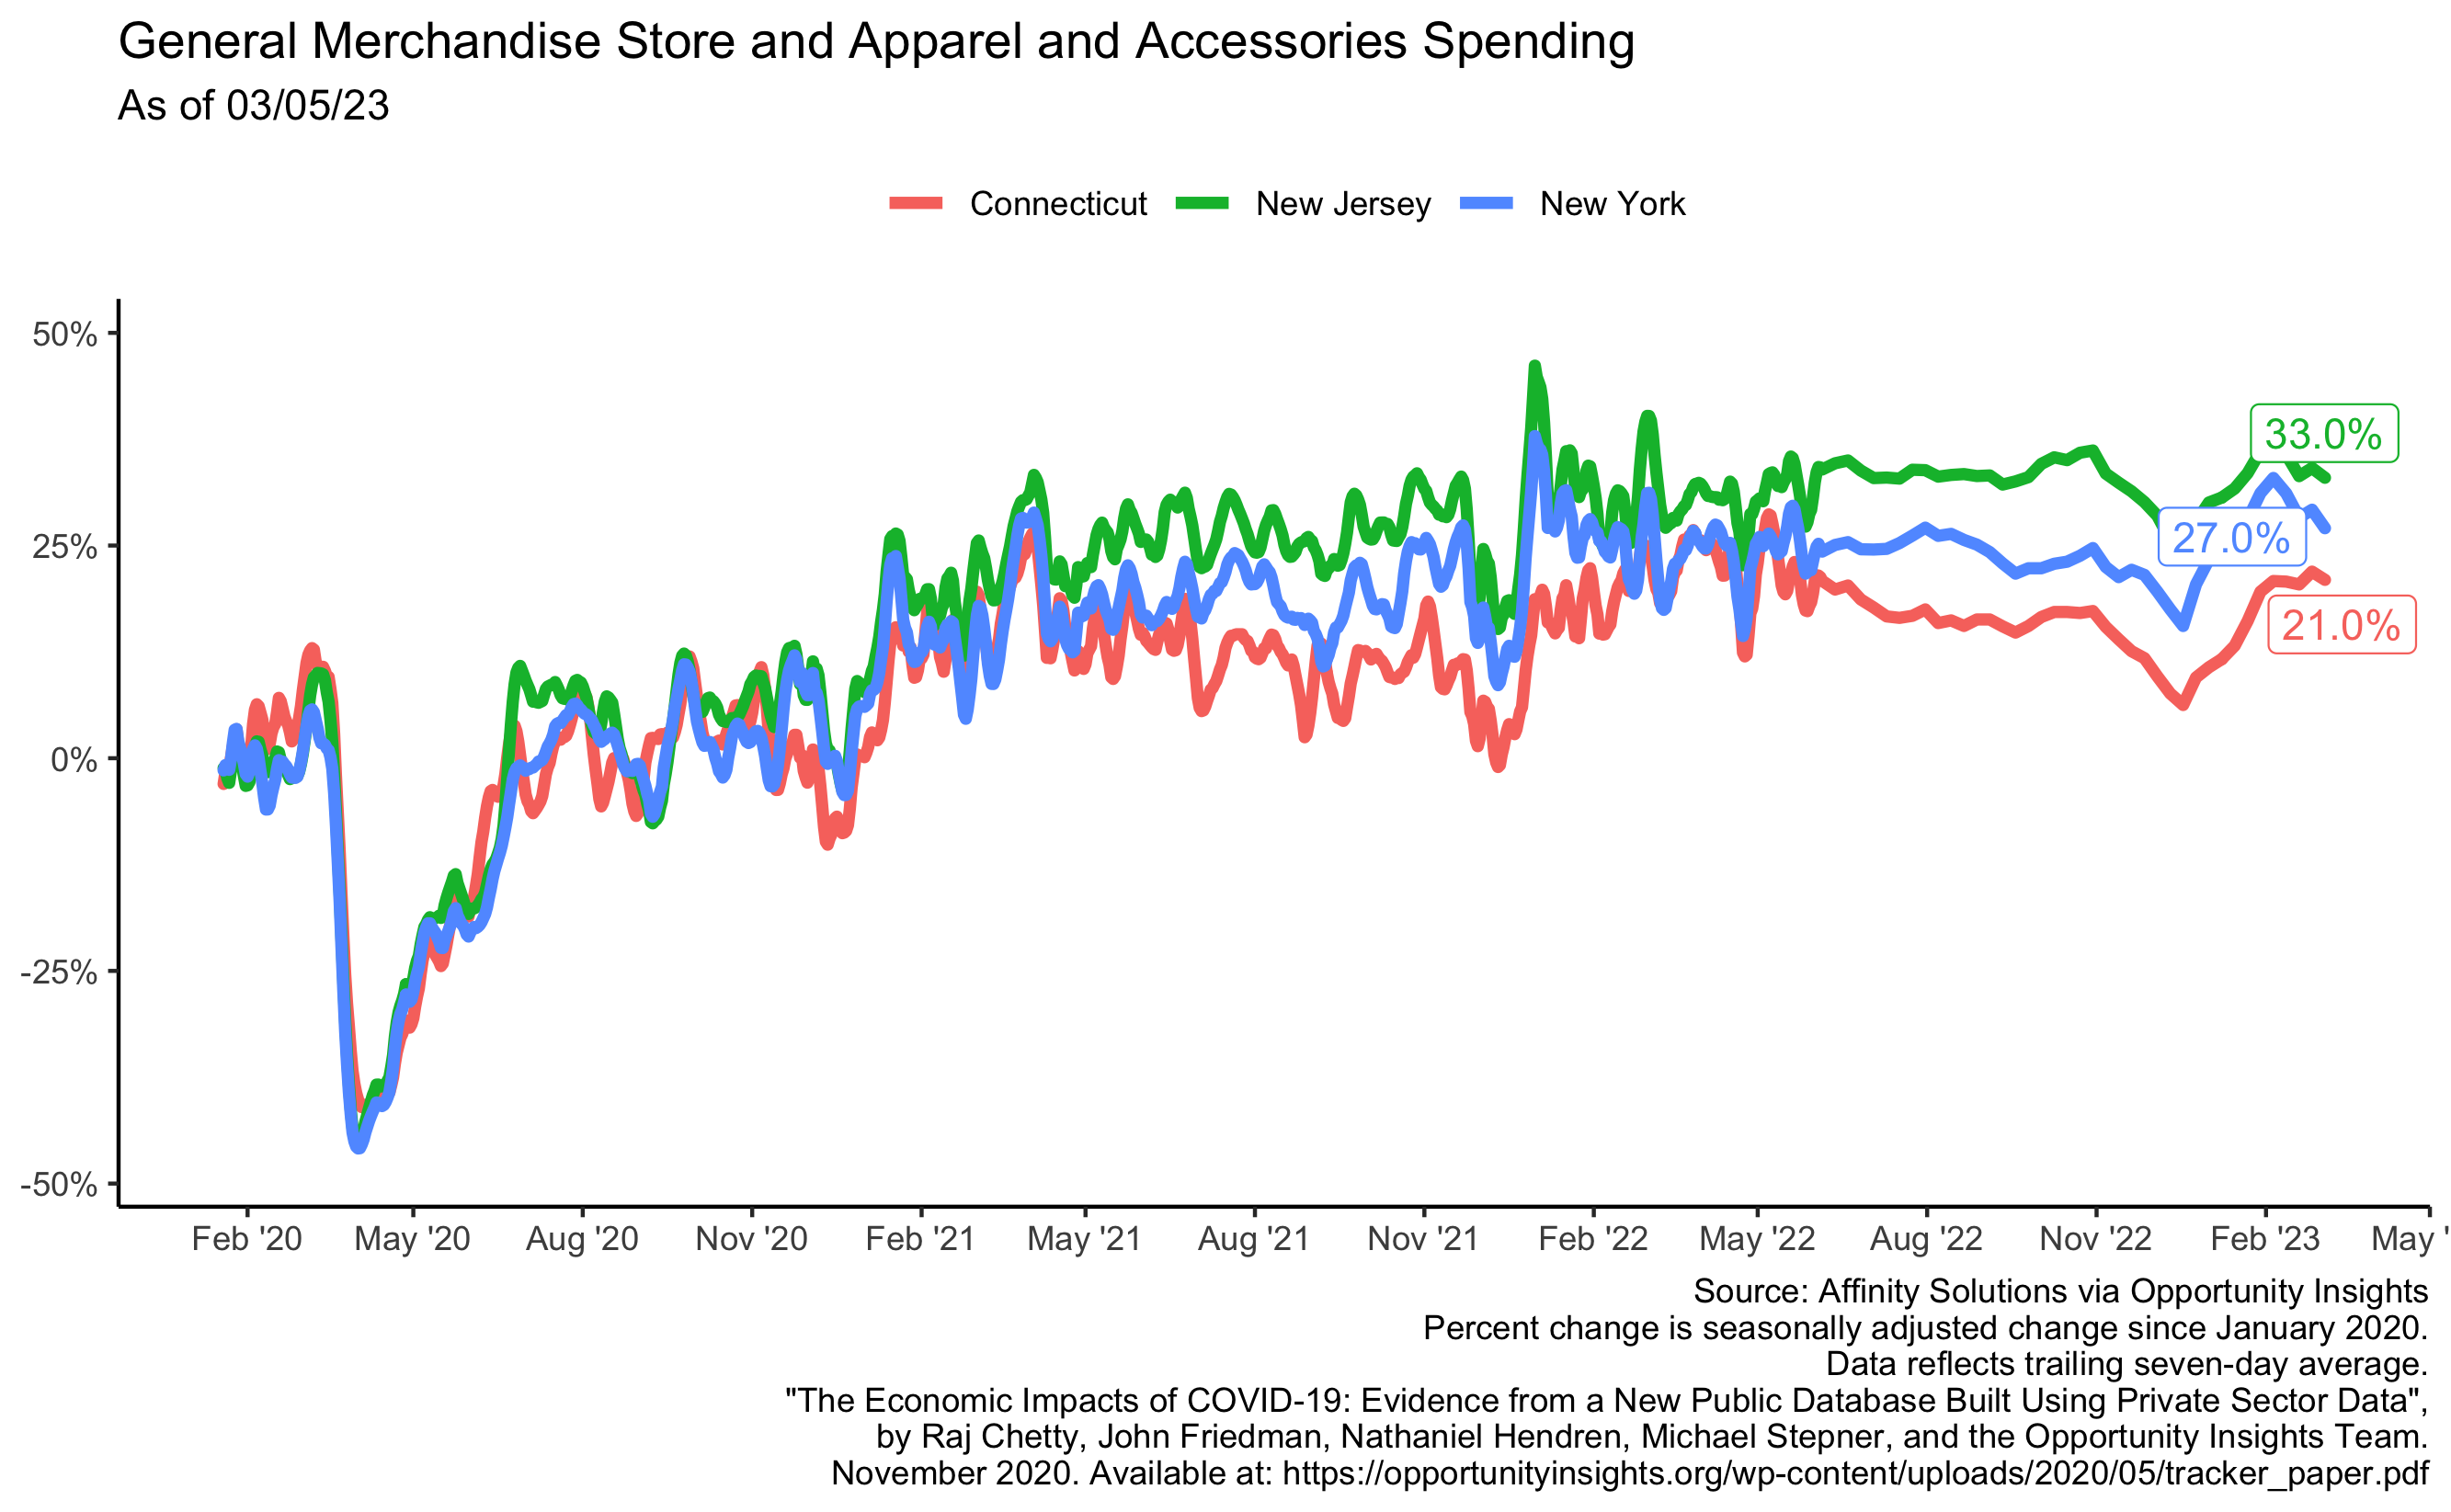 General Merchandise Store and Apparel and Accessories Spending
As of 03/05/23
Connecticut New Jersey New York
50%
25%
0%
-25%
-50%
33.0%
27.0%
21.0%
Feb '20 May '20 Aug '20 Nov '20 Feb '21 May '21 Aug '21 Nov '21 Feb '22 May '22 Aug '22 Nov '22 Feb '23 May '
Source: Affinity Solutions via Opportunity Insights
Percent change is seasonally adjusted change since January 2020.
Data reflects trailing seven-day average.
"The Economic Impacts of COVID-19: Evidence from a New Public Database Built Using Private Sector Data",
by Raj Chetty, John Friedman, Nathaniel Hendren, Michael Stepner, and the Opportunity Insights Team.
November 2020. Available at: https://opportunityinsights.org/wp-content/uploads/2020/05/tracker_paper.pdf